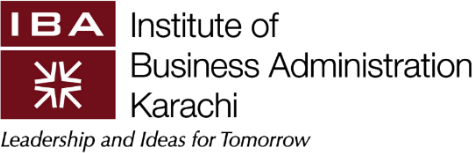 IBA
Institute of
Business Administration
Karachi
Leadership and Ideas for Tomorrow